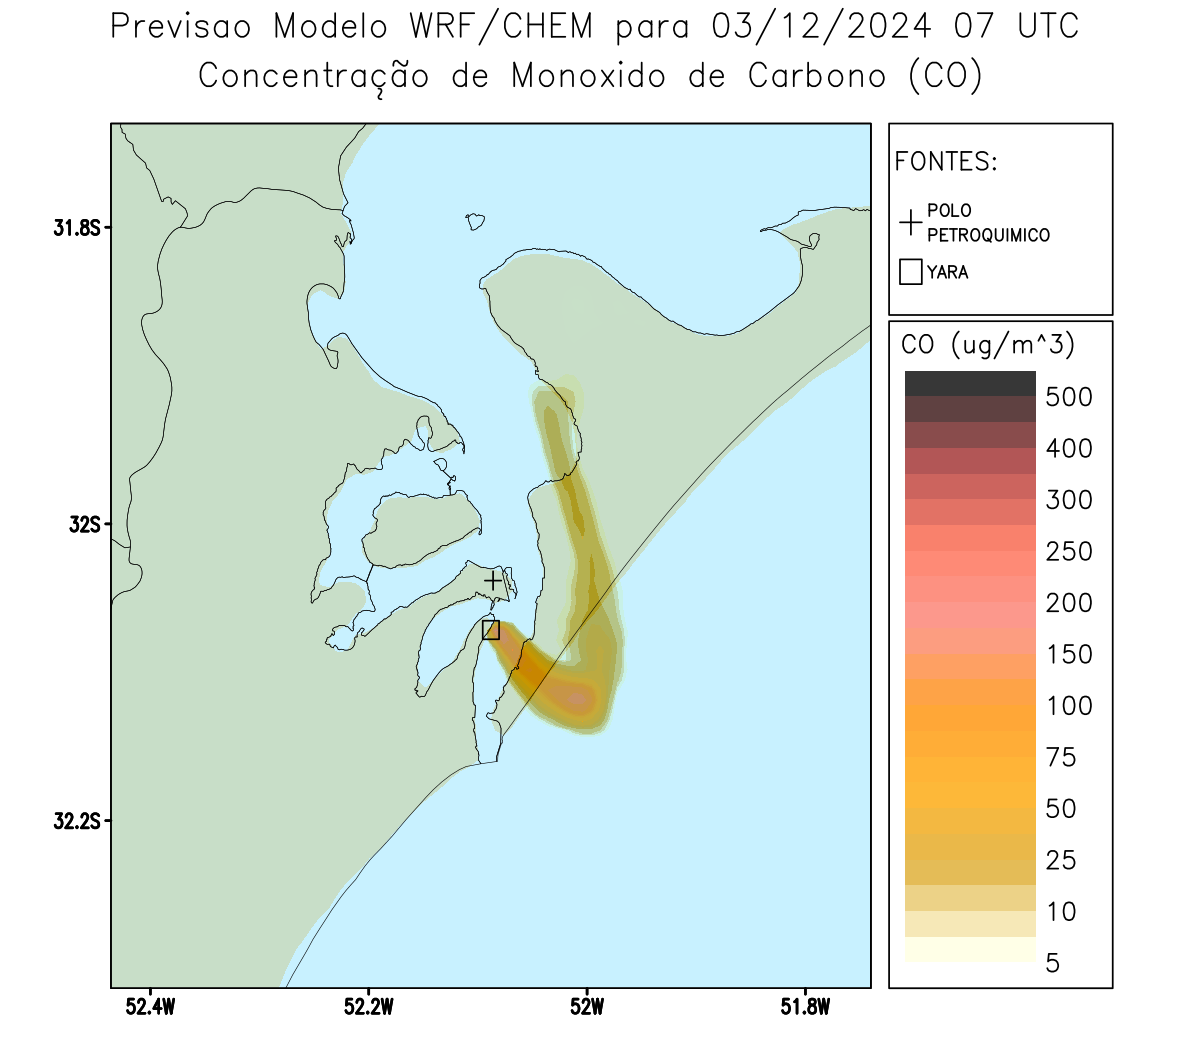 Previsao Modelo WRF/CHEM para 03/12/2024 07 UTC
Concentração de Monoxido de Carbono (CO)
FONTES:
POLO
PETROQUIMICO
YARA
CO (ug/m^3)
500
400
300
250
200
150
100
75
50
25
10
5
31.8S
32S
32.2S
52.4W
52.2W
52W
51.8W